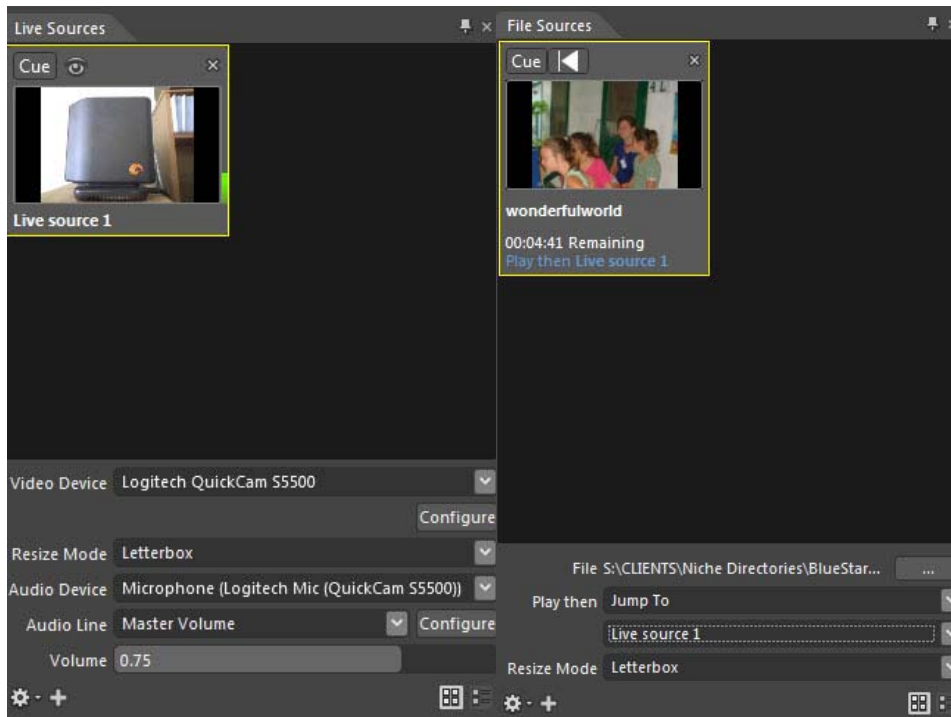 Live Sources
Cue
Live source 1
Video Device Logitech QuickCam S5500
Configure
Resize Mode Letterbox
Audio Device Microphone (Logitech Mic (QuickCam S5500))
Audio Line Master Volume Configure
Volume 0.75
File Sources
Cue
wonderfulworld
00:04:41 Remaining
Play then Live source 1
File S:\CLIENTS\Niche Directories\BlueStar... ...
Play then Jump To
Live source 1
Resize Mode Letterbox